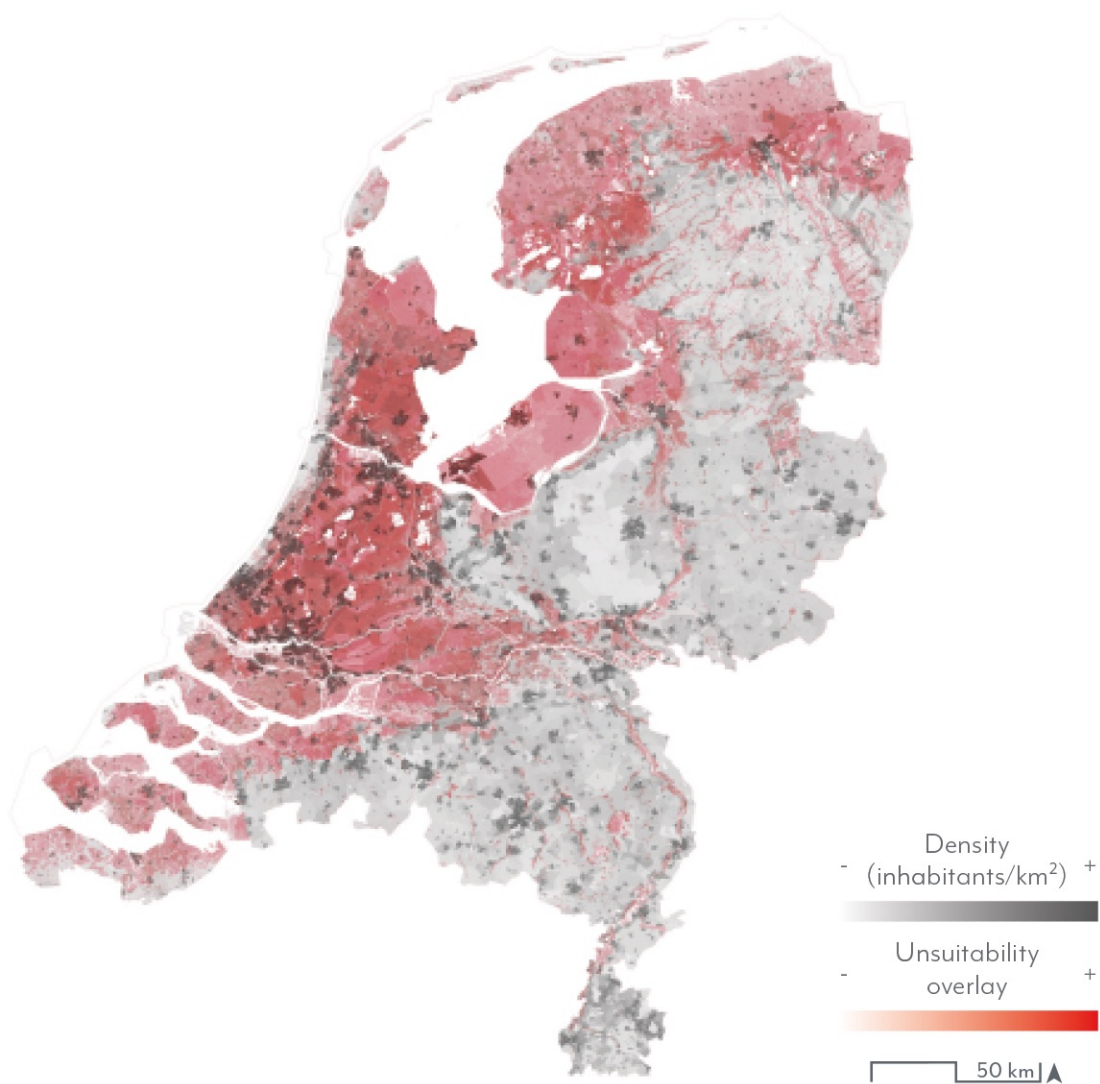 Density
- (inhabitants/km²) +
Unsuitability
- overlay +
50 km